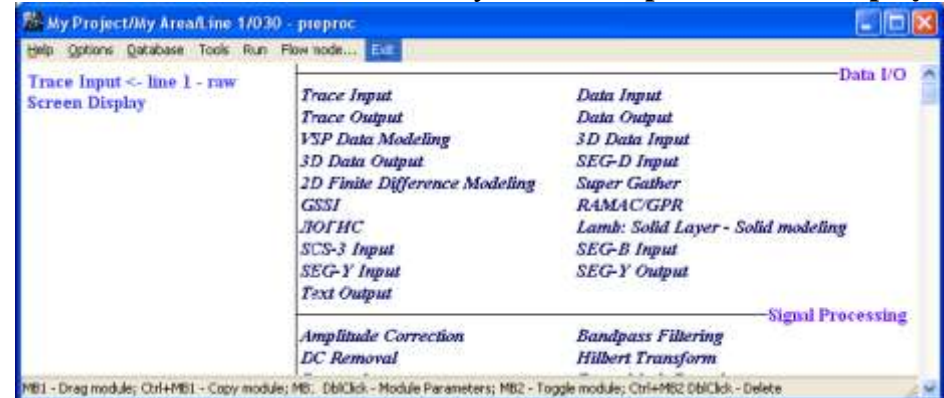 My Project/My Area/Line 1/030 - preproc
Help Options Database Tools Run Flow mode... Exit
Trace Input <- line 1 - raw
Screen Display
Data I/O
Trace Input Data Input
Trace Output Data Output
VSP Data Modeling 3D Data Input
3D Data Output SEG-D Input
2D Finite Difference Modeling Super Gather
GSSI RAMAC/GPR
ЛОГИС Lamb: Solid Layer - Solid modeling
SCS-3 Input SEG-B Input
SEG-Y Input SEG-Y Output
Text Output
Signal Processing
Amplitude Correction Bandpass Filtering
DC Removal Hilbert Transform
MB1 - Drag module; Ctrl+MB1 - Copy module; MB1 DblClick - Module Parameters; MB2 - Toggle module; Ctrl+MB2 DblClick - Delete